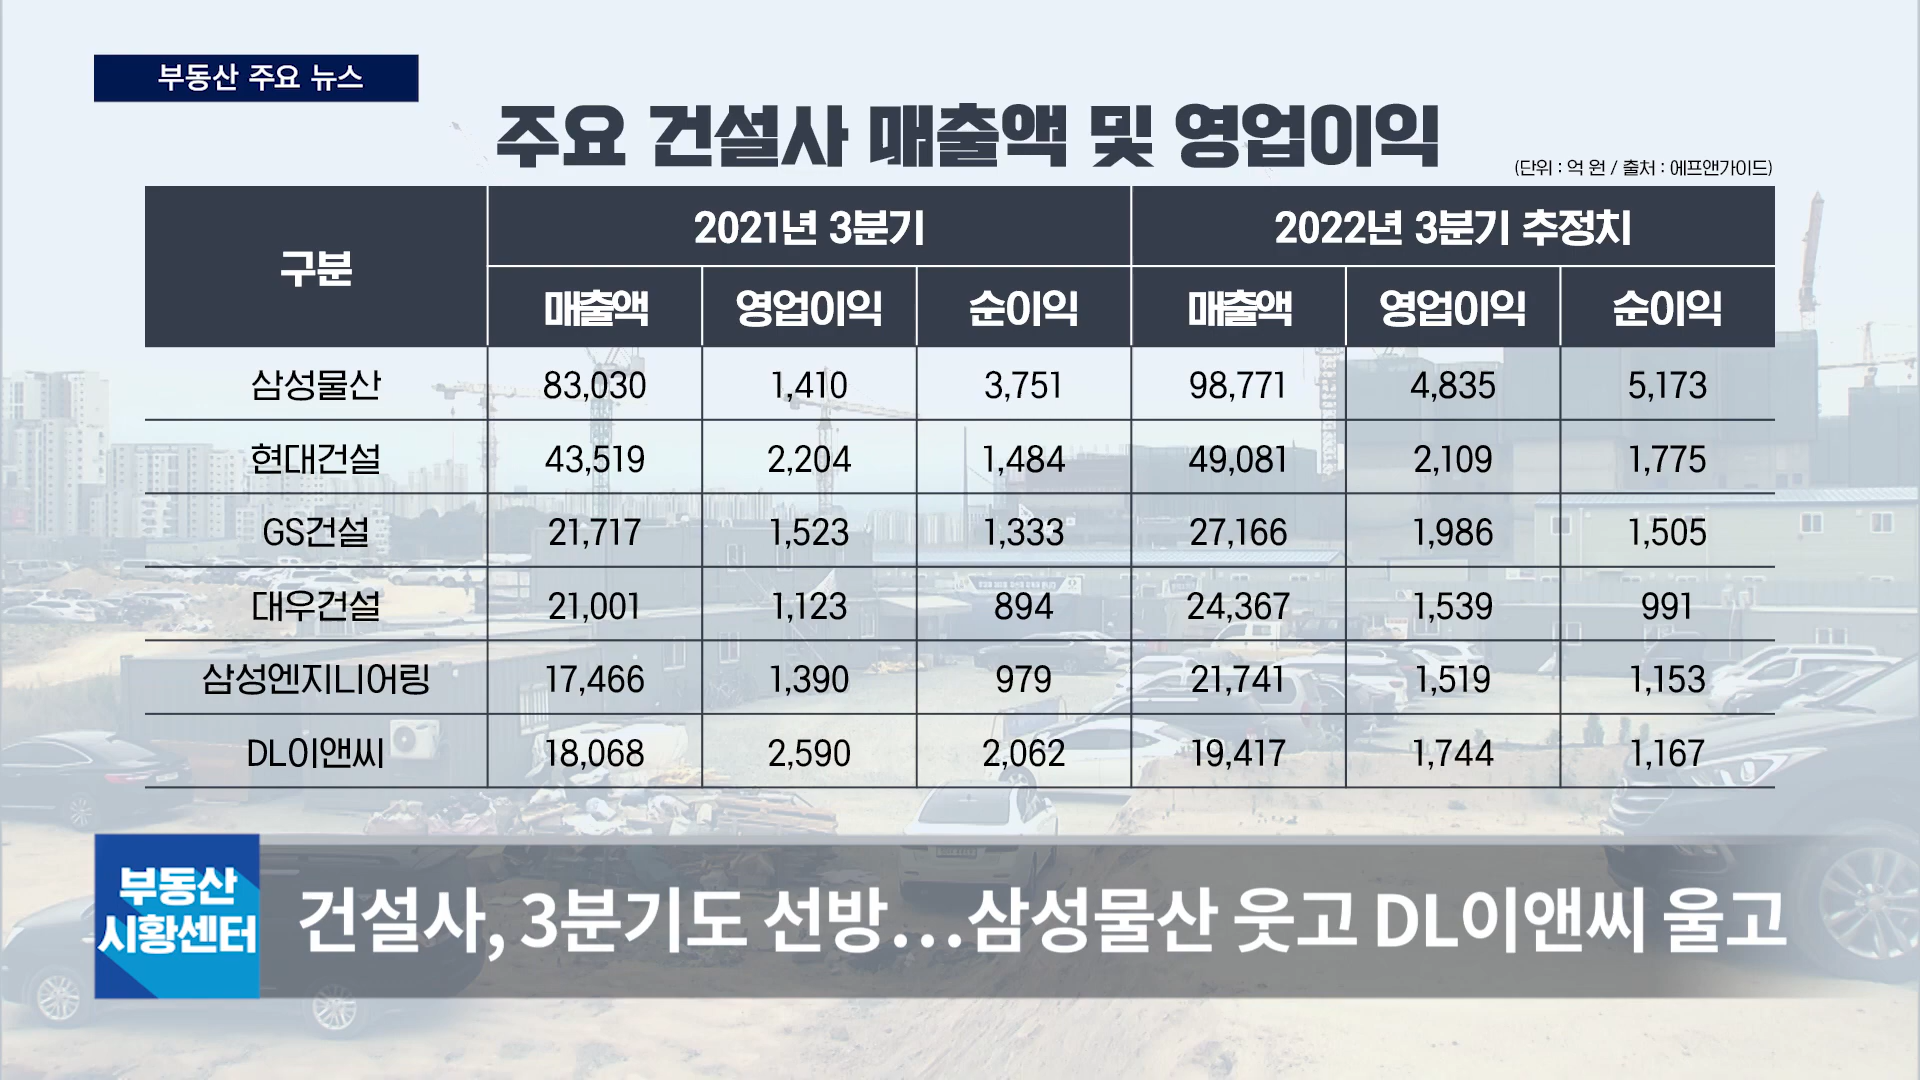 부동산 주요 뉴스
주요 건설사 매출액 및 영업이익
(단위 : 억 원 / 출처 : 에프앤가이드)
구분 2021년 3분기 2022년 3분기 추정치
매출액 영업이익 순이익 매출액 영업이익 순이익
삼성물산 83,030 1,410 3,751 98,771 4,835 5,173
현대건설 43,519 2,204 1,484 49,081 2,109 1,775
GS건설 21,717 1,523 1,333 27,166 1,986 1,505
대우건설 21,001 1,123 894 24,367 1,539 991
삼성엔지니어링 17,466 1,390 979 21,741 1,519 1,153
DL이앤씨 18,068 2,590 2,062 19,417 1,744 1,167
부동산
시황센터
건설사, 3분기도 선방...삼성물산 웃고 DL이앤씨 울고